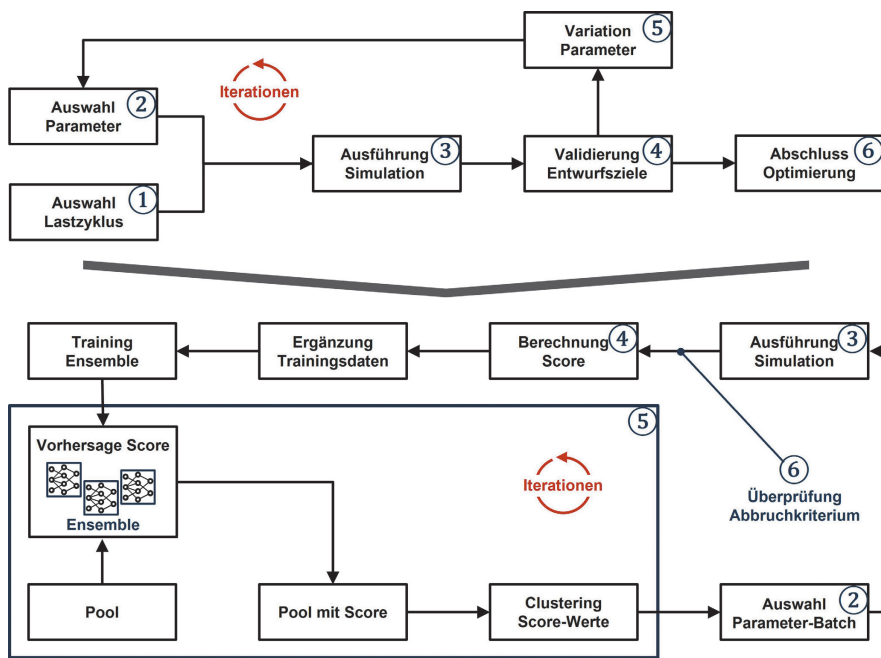 Variation
Parameter
5
Iterationen
Auswahl
Parameter
2
Ausführung
Simulation
3
Validierung
Entwurfsziele
4
Abschluss
Optimierung
6
Auswahl
Lastzyklus
1
Training
Ensemble
Ergänzung
Trainingsdaten
Berechnung
Score
4
Ausführung
Simulation
3
5
Vorhersage Score
Ensemble
Iterationen
6
Überprüfung
Abbruchkriterium
Pool
Pool mit Score
Clustering
Score-Werte
Auswahl
Parameter-Batch
2